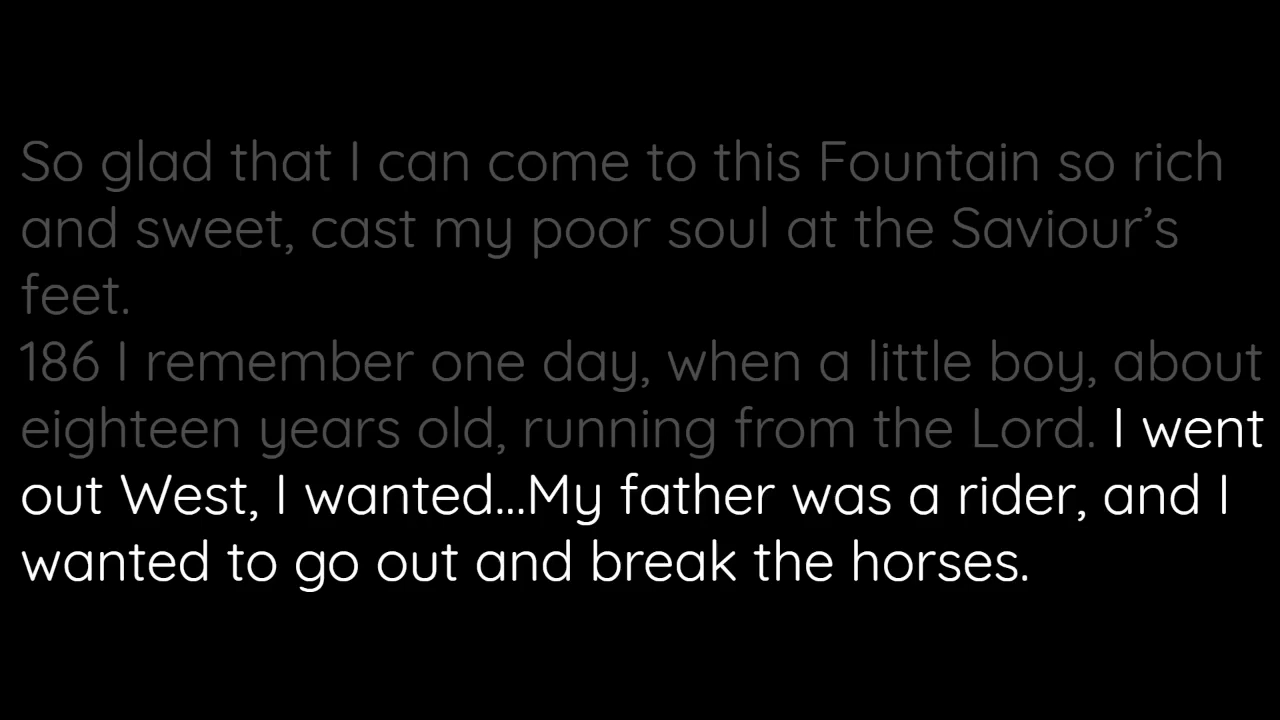 So glad that I can come to this Fountain so rich
and sweet, cast my poor soul at the Saviour’s
feet.
186 I remember one day, when a little boy, about
eighteen years old, running from the Lord. I went
out West, I wanted...My father was a rider, and I
wanted to go out and break the horses.